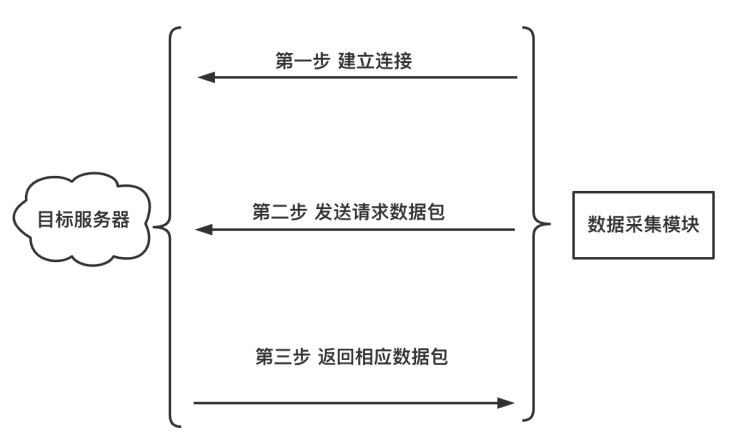 第一步 建立连接
目标服务器
第二步 发送请求数据包
数据采集模块
第三步 返回相应数据包